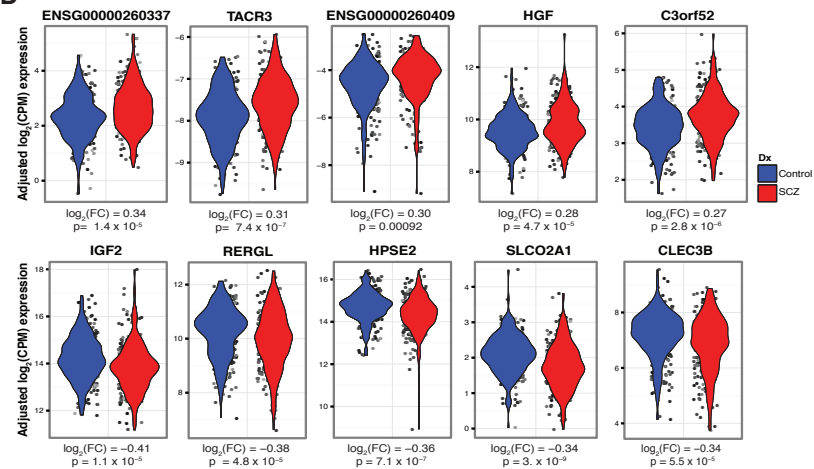 ENSG00000260337 TACR3 ENSG00000260409 HGF C3orf52
Adjusted log2(CPM) expression
4
2
0
−6
−7
−8
−9
−4
−6
−8
12
10
8
6
5
4
3
2
log2(FC) = 0.34
p= 1.4 x 10-5
log2(FC) = 0.31
p= 7.4 x 10-7
log2(FC) = 0.30
p = 0.00092
log2(FC) = 0.28
p = 4.7 x 10-5
log2(FC) = 0.27
p = 2.8 x 10-6
Dx
Control
SCZ
IGF2 RERGL HPSE2 SLCO2A1 CLEC3B
Adjusted log2(CPM) expression
18
16
14
12
12
10
8
16
14
12
10
4
3
2
1
0
8
6
4
log2(FC) = −0.41
p = 1.1 x 10-5
log2(FC) = −0.38
p = 4.8 x 10-5
log2(FC) = −0.36
p = 7.1 x 10-7
log2(FC) = −0.34
p = 3. x 10-9
log2(FC) = −0.34
p = 5.5 x 10-5